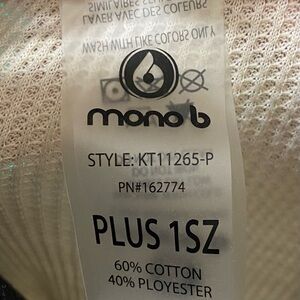 WASH WITH LIKE COLORS ONLY
mono b
STYLE: KT11265-P
PN#162774
PLUS 1SZ
60% COTTON
40% PLOYESTER